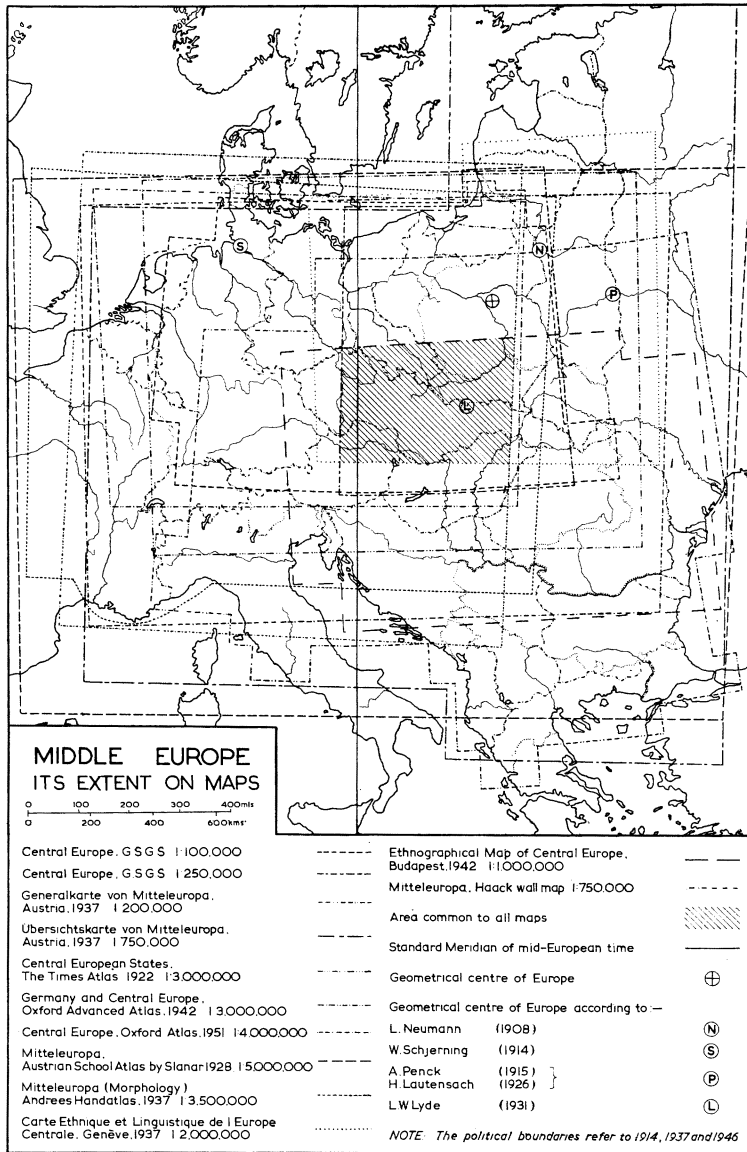 MIDDLE EUROPE
ITS EXTENT ON MAPS
0 100 200 300 400mls
0 200 400 600kms.
Central Europe. G S G S 1:100,000
Central Europe, G S G S 1:250,000
Generalkarte von Mitteleuropa.
Austria, 1937 1 200,000
Übersichtskarte von Mitteleuropa.
Austria, 1937 1 750,000
Central European States.
The Times Atlas 1922 1:3,000,000
Germany and Central Europe.
Oxford Advanced Atlas, 1942 1 3,000,000
Central Europe, Oxford Atlas, 1951 1:4,000,000
Mitteleuropa.
Austrian School Atlas by Slanar 1928 1 5,000,000
Mitteleuropa (Morphology)
Andrees Handatlas. 1937 1:3,500,000
Carte Ethnique et Linguistique de l Europe
Centrale. Genève, 1937 1 2,000,000
Ethnographical Map of Central Europe,
Budapest, 1942 1:1,000,000
Mitteleuropa, Haack wall map 1:750,000
Area common to all maps
Standard Meridian of mid-European time
Geometrical centre of Europe
Geometrical centre of Europe according to:—
L. Neumann (1908) N
W. Schjerning (1914) S
A. Penck (1915)
H. Lautensach (1926) P
L. W. Lyde (1931) L
NOTE: The political boundaries refer to 1914, 1937 and 1946
S
N
P
L